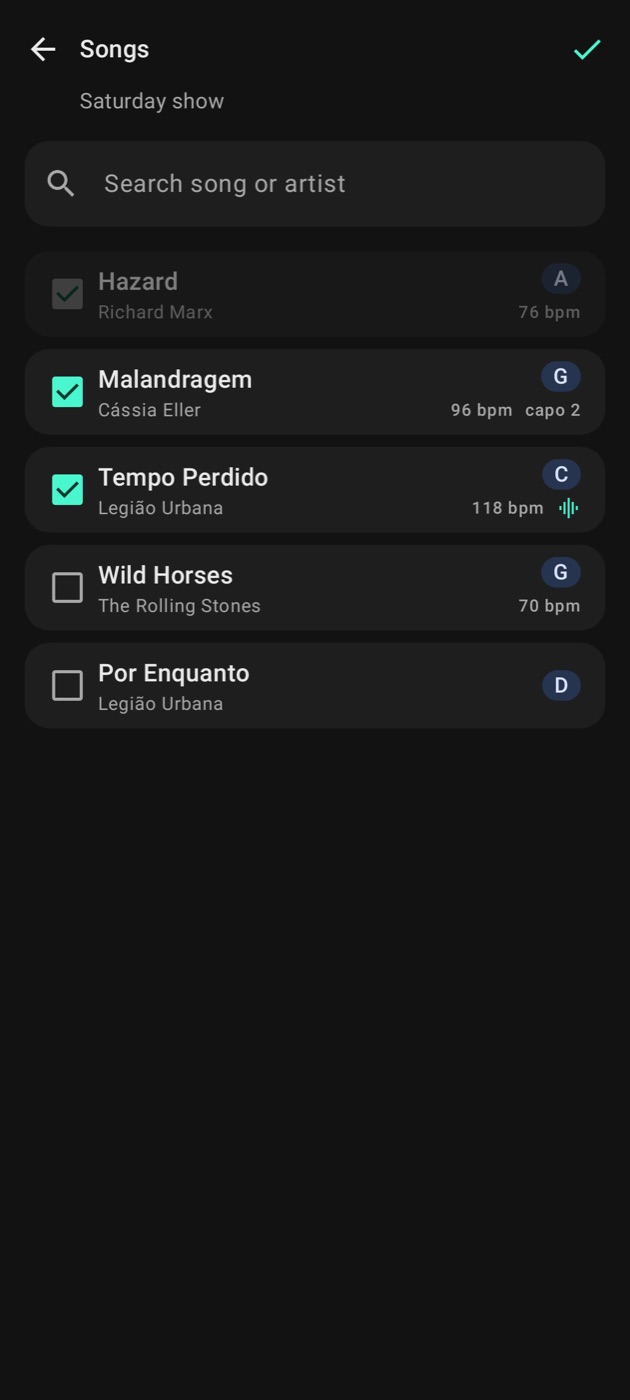 Songs
Saturday show
Search song or artist
Hazard
A
Richard Marx
76 bpm
Malandragem
G
Cássia Eller
96 bpm capo 2
Tempo Perdido
C
Legião Urbana
118 bpm
Wild Horses
G
The Rolling Stones
70 bpm
Por Enquanto
D
Legião Urbana